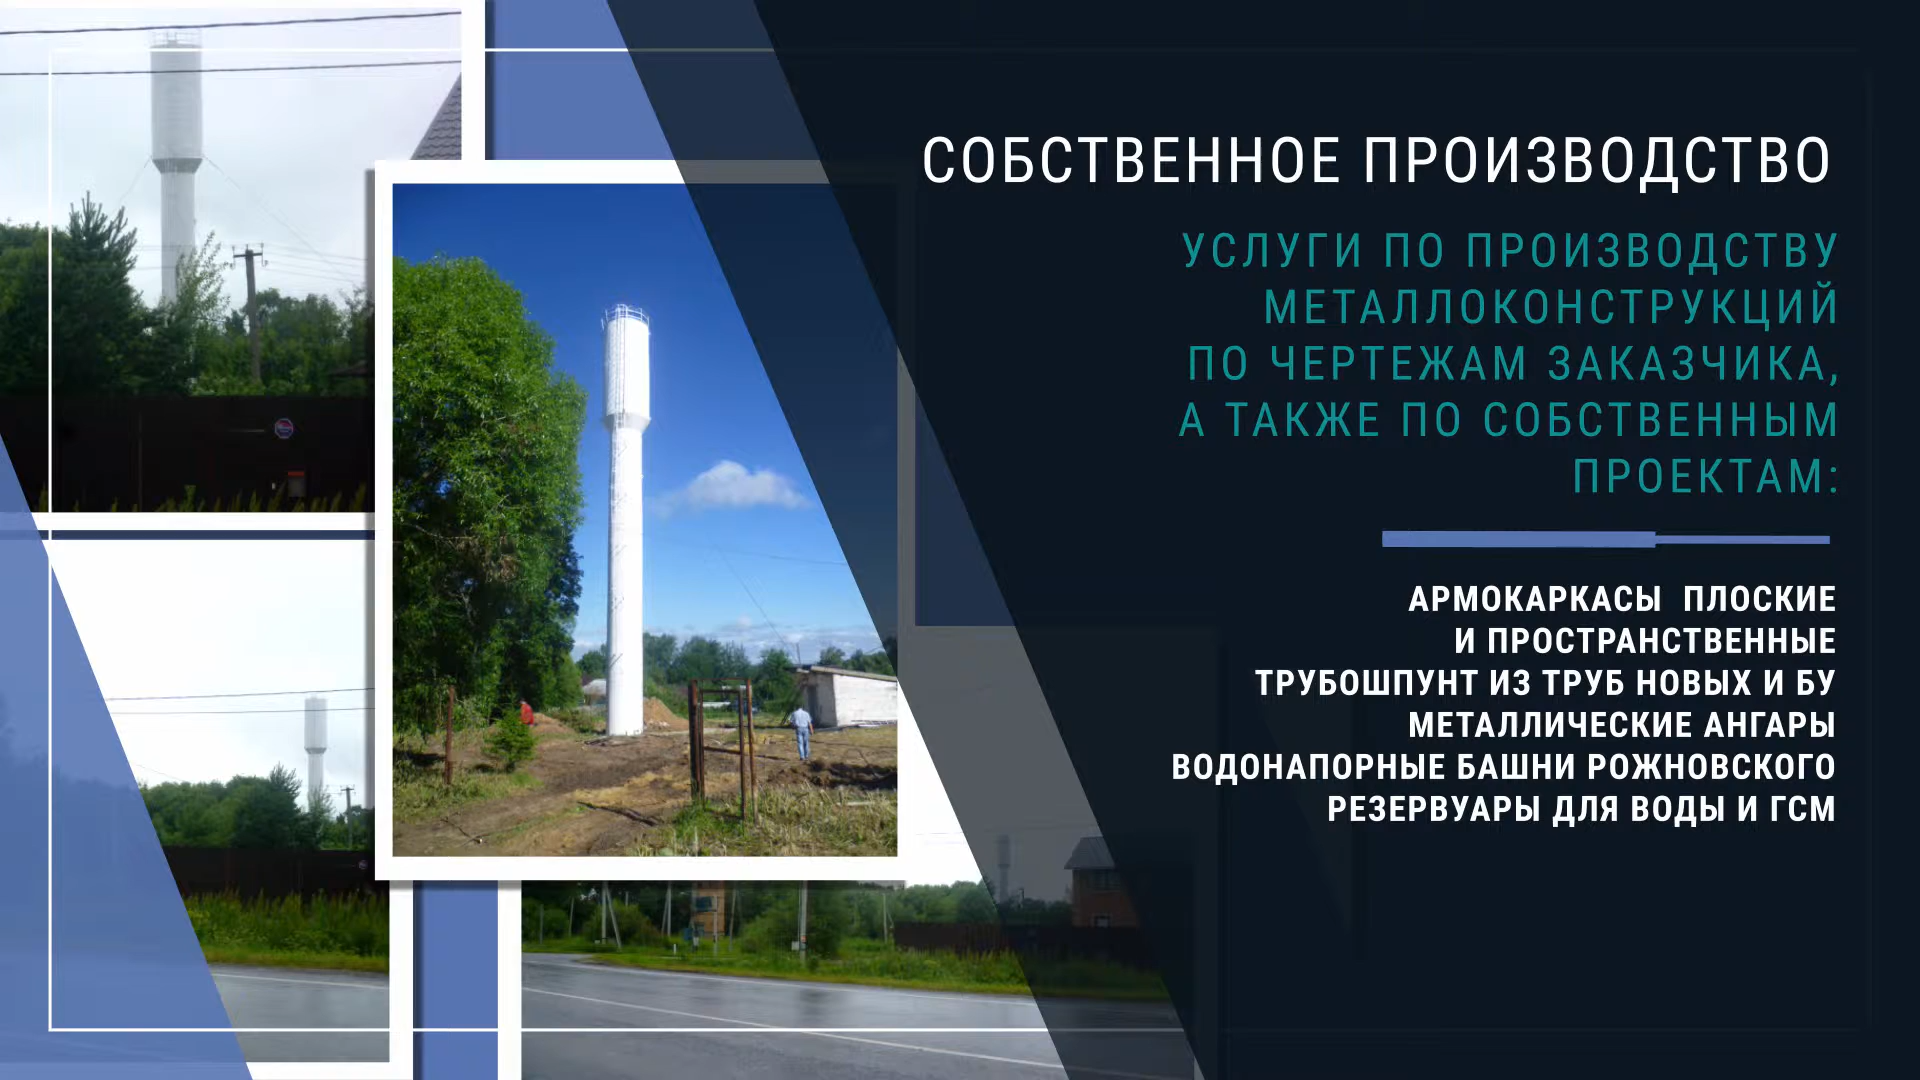 СОБСТВЕННОЕ ПРОИЗВОДСТВО
УСЛУГИ ПО ПРОИЗВОДСТВУ
МЕТАЛЛОКОНСТРУКЦИЙ
ПО ЧЕРТЕЖАМ ЗАКАЗЧИКА,
А ТАКЖЕ ПО СОБСТВЕННЫМ
ПРОЕКТАМ:
АРМОКАРКАСЫ ПЛОСКИЕ
И ПРОСТРАНСТВЕННЫЕ
ТРУБОШПУНТ ИЗ ТРУБ НОВЫХ И БУ
МЕТАЛЛИЧЕСКИЕ АНГАРЫ
ВОДОНАПОРНЫЕ БАШНИ РОЖНОВСКОГО
РЕЗЕРВУАРЫ ДЛЯ ВОДЫ И ГСМ